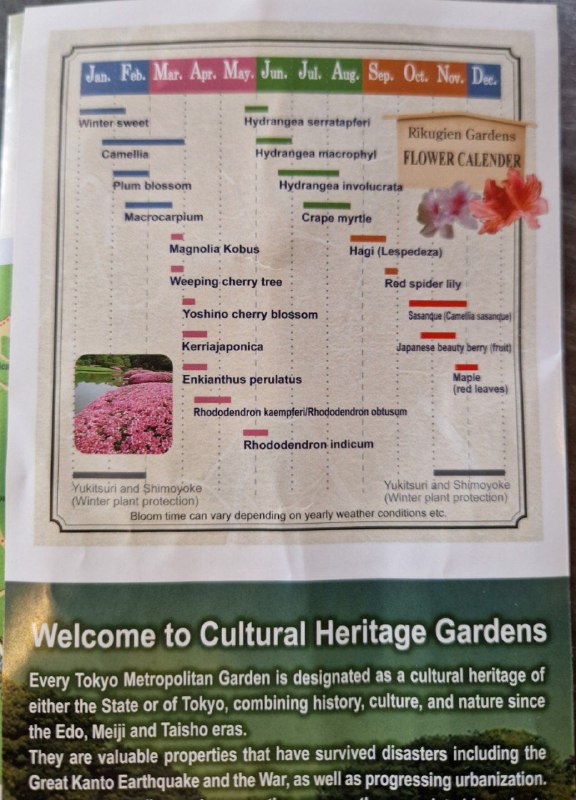 Jan. Feb. Mar. Apr. May. Jun. Jul. Aug. Sep. Oct. Nov. Dec.
Rikugien Gardens
FLOWER CALENDER
Winter sweet
Hydrangea serratapferi
Camellia
Hydrangea macrophyl
Plum blossom
Hydrangea involucrata
Macrocarpium
Crape myrtle
Magnolia Kobus
Hagi (Lespedeza)
Weeping cherry tree
Red spider lily
Yoshino cherry blossom
Sasanque (Camellia sasanque)
Kerriajaponica
Japanese beauty berry (fruit)
Enkianthus perulatus
Maple
(red leaves)
Rhododendron kaempferi/Rhododendron obtusum
Rhododendron indicum
Yukitsuri and Shimoyoke
(Winter plant protection)
Yukitsuri and Shimoyoke
(Winter plant protection)
Bloom time can vary depending on yearly weather conditions etc.
Welcome to Cultural Heritage Gardens
Every Tokyo Metropolitan Garden is designated as a cultural heritage of
either the State or of Tokyo, combining history, culture, and nature since
the Edo, Meiji and Taisho eras.
They are valuable properties that have survived disasters including the
Great Kanto Earthquake and the War, as well as progressing urbanization.